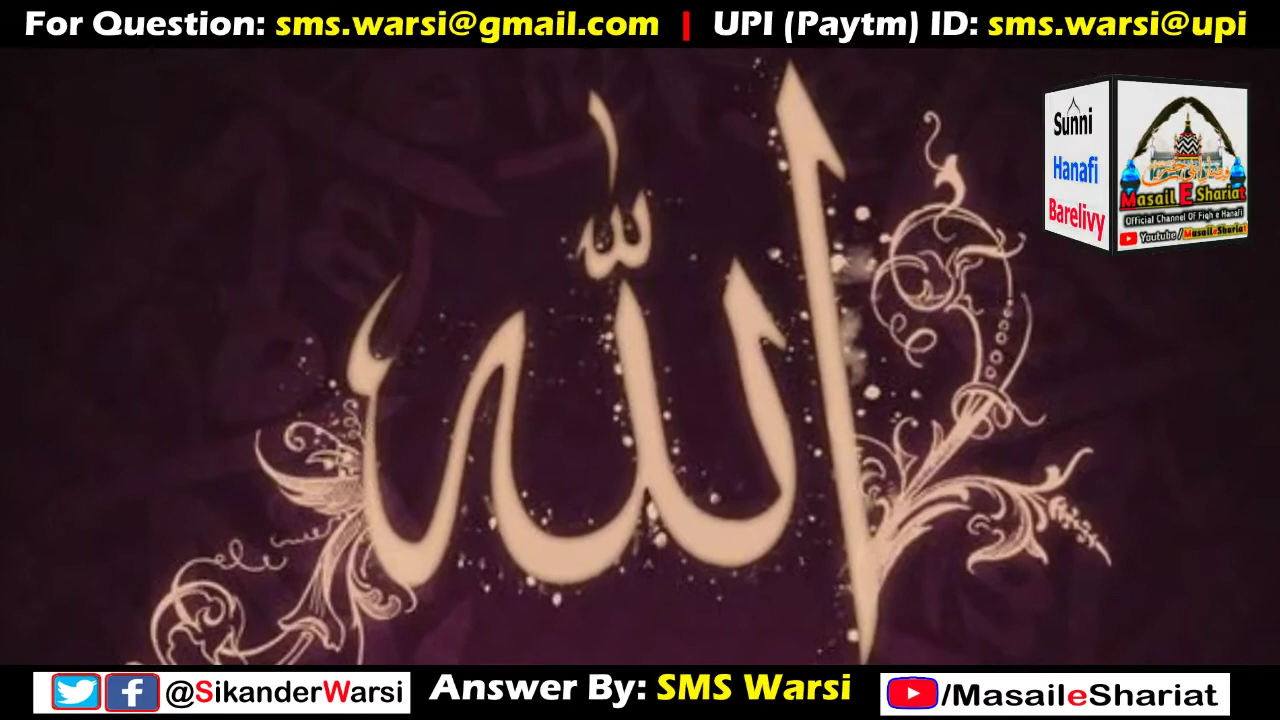 For Question: sms.warsi@gmail.com | UPI (Paytm) ID: sms.warsi@upi
الله
Sunni
Hanafi
Barelivy
Masail E Shariat
Official Channel Of Fiqh e Hanafi
Youtube/MasaileShariat
@SikanderWarsi
Answer By: SMS Warsi
/MasaileShariat